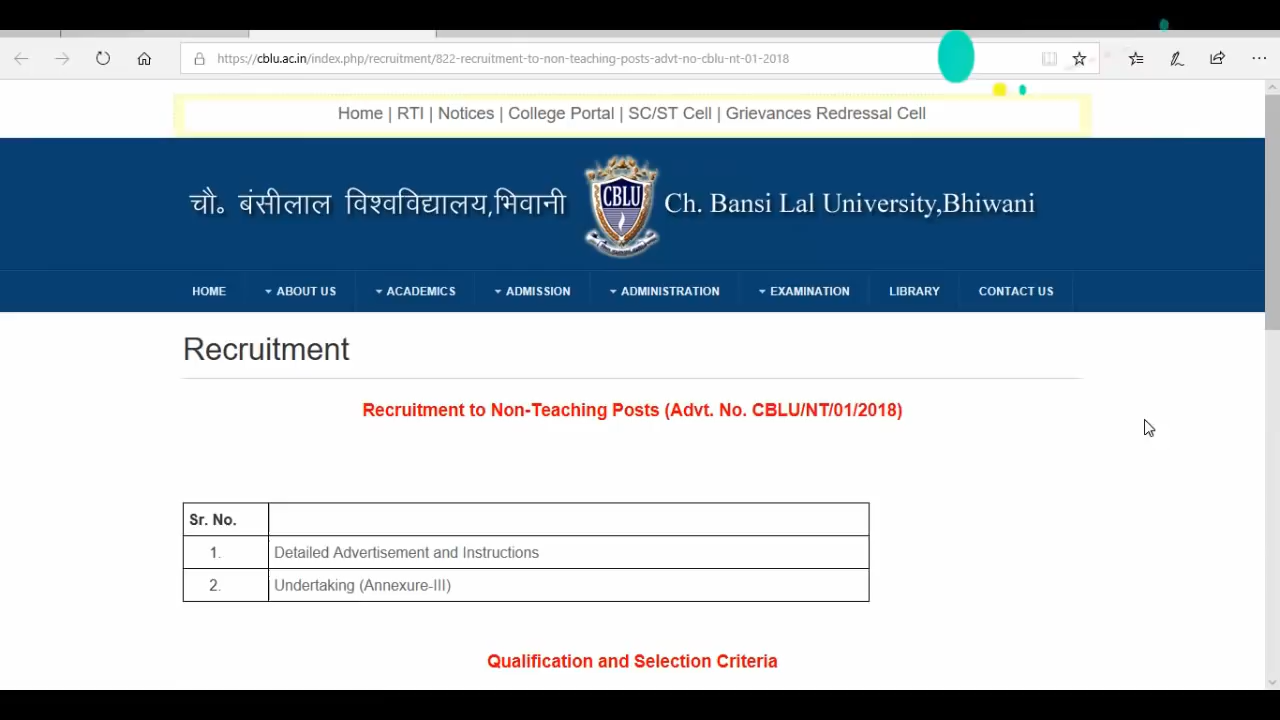 https://cblu.ac.in/index.php/recruitment/822-recruitment-to-non-teaching-posts-advt-no-cblu-nt-01-2018
Home | RTI | Notices | College Portal | SC/ST Cell | Grievances Redressal Cell
चौ॰ बंसीलाल विश्वविद्यालय,भिवानी CBLU Ch. Bansi Lal University,Bhiwani
HOME ABOUT US ACADEMICS ADMISSION ADMINISTRATION EXAMINATION LIBRARY CONTACT US
Recruitment
Recruitment to Non-Teaching Posts (Advt. No. CBLU/NT/01/2018)
Sr. No.
1. Detailed Advertisement and Instructions
2. Undertaking (Annexure-III)
Qualification and Selection Criteria